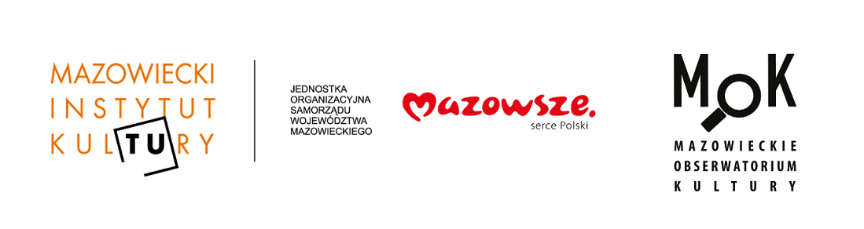 MAZOWIECKI
INSTYTUT
KULTURY
JEDNOSTKA
ORGANIZACYJNA
SAMORZĄDU
WOJEWÓDZTWA
MAZOWIECKIEGO
mazowsze.
serce Polski
MOK
MAZOWIECKIE
OBSERWATORIUM
KULTURY